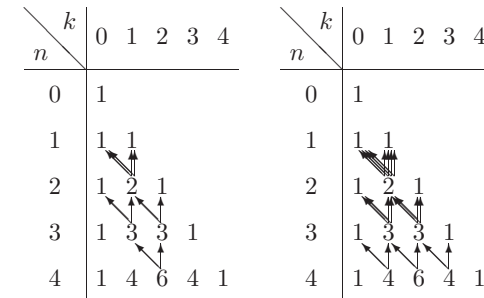 k k
n 0 1 2 3 4 n 0 1 2 3 4
0 1 0 1
1 1 1 1 1 1
2 1 2 1 2 1 2 1
3 1 3 3 1 3 1 3 3 1
4 1 4 6 4 1 4 1 4 6 4 1